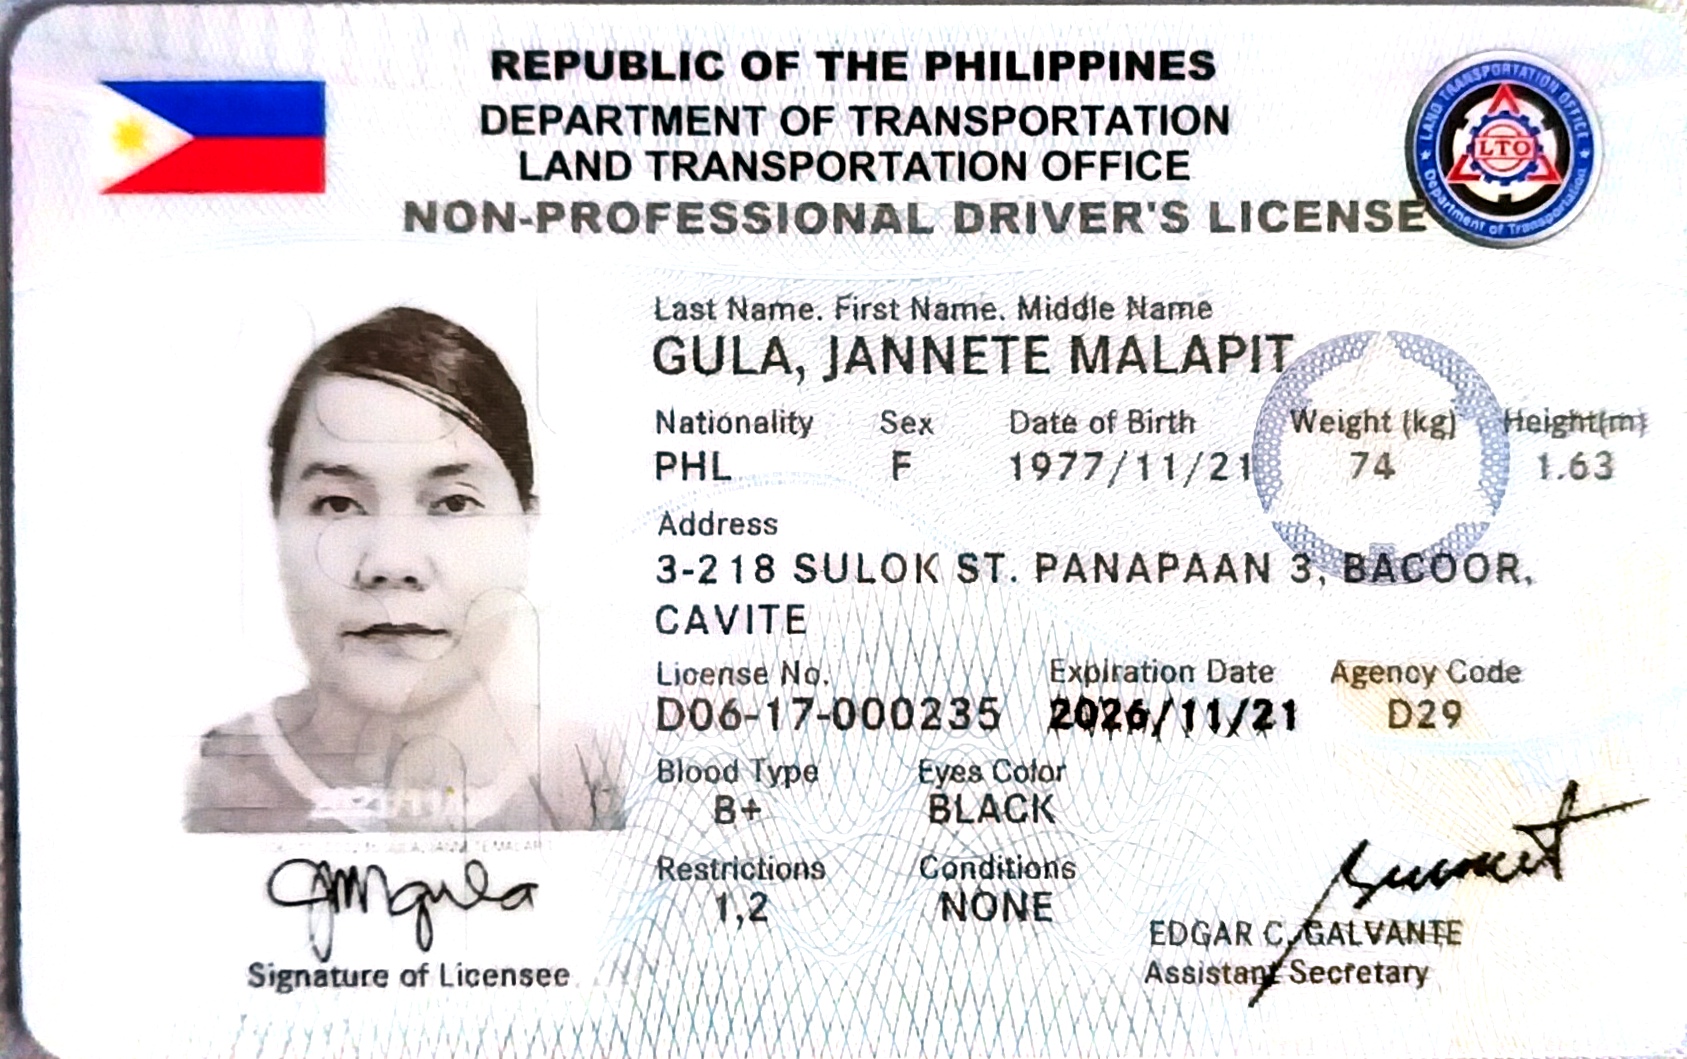 REPUBLIC OF THE PHILIPPINES
DEPARTMENT OF TRANSPORTATION
LAND TRANSPORTATION OFFICE
NON-PROFESSIONAL DRIVER'S LICENSE
LAND TRANSPORTATION OFFICE
LTO
Department of Transportation
Last Name. First Name. Middle Name
GULA, JANNETE MALAPIT
Nationality Sex Date of Birth Weight (kg) Height(m)
PHL F 1977/11/21 74 1.63
Address
3-218 SULOK ST. PANAPAAN 3, BACOOR,
CAVITE
License No. Expiration Date Agency Code
D06-17-000235 2026/11/21 D29
Blood Type Eyes Color
B+ BLACK
Restrictions Conditions
1,2 NONE
JMgula
Signature of Licensee
EDGAR C. GALVANTE
Assistant Secretary